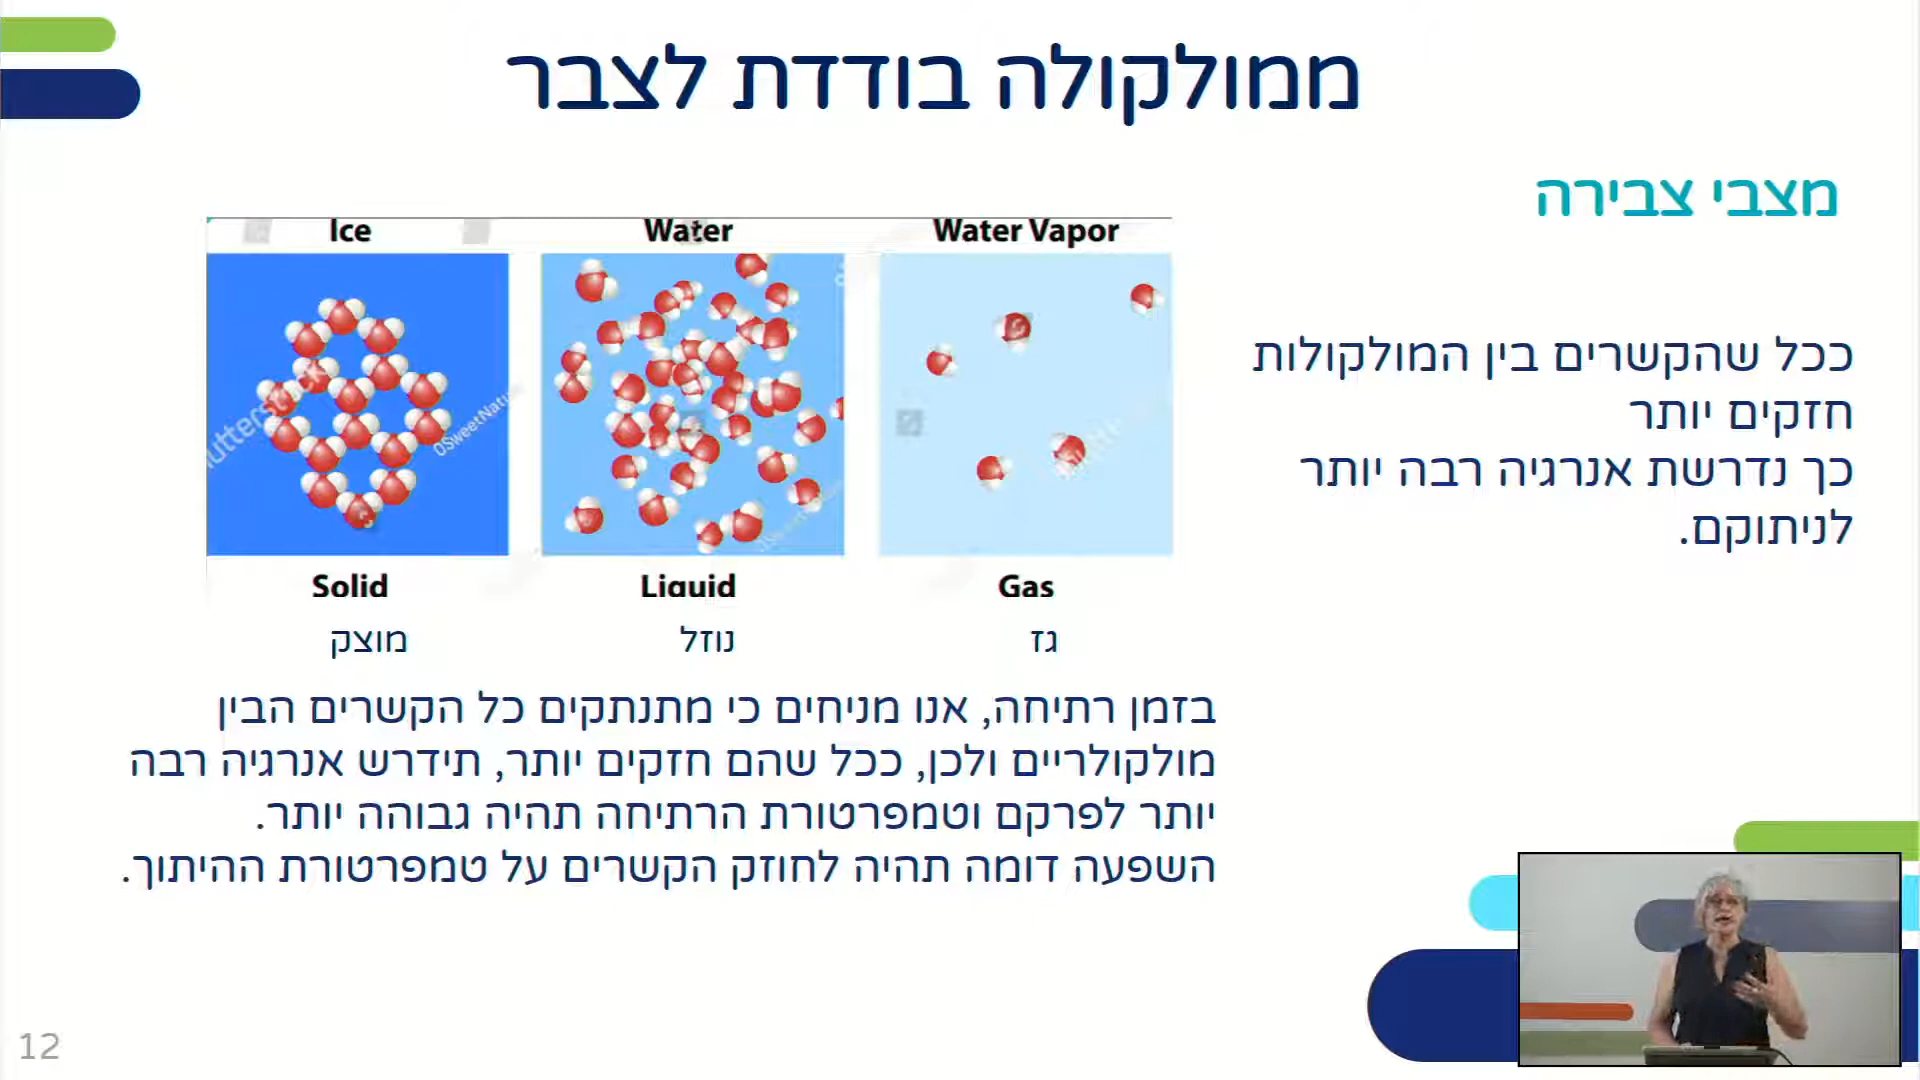 ממולקולה בודדת לצבר
מצבי צבירה
ככל שהקשרים בין המולקולות
חזקים יותר
כך נדרשת אנרגיה רבה יותר
לניתוקם.
Ice
Water
Water Vapor
Solid
Liquid
Gas
מוצק
נוזל
גז
בזמן רתיחה, אנו מניחים כי מתנתקים כל הקשרים הבין
מולקולריים ולכן, ככל שהם חזקים יותר, תידרש אנרגיה רבה
יותר לפרקם וטמפרטורת הרתיחה תהיה גבוהה יותר.
השפעה דומה תהיה לחוזק הקשרים על טמפרטורת ההיתוך.
12